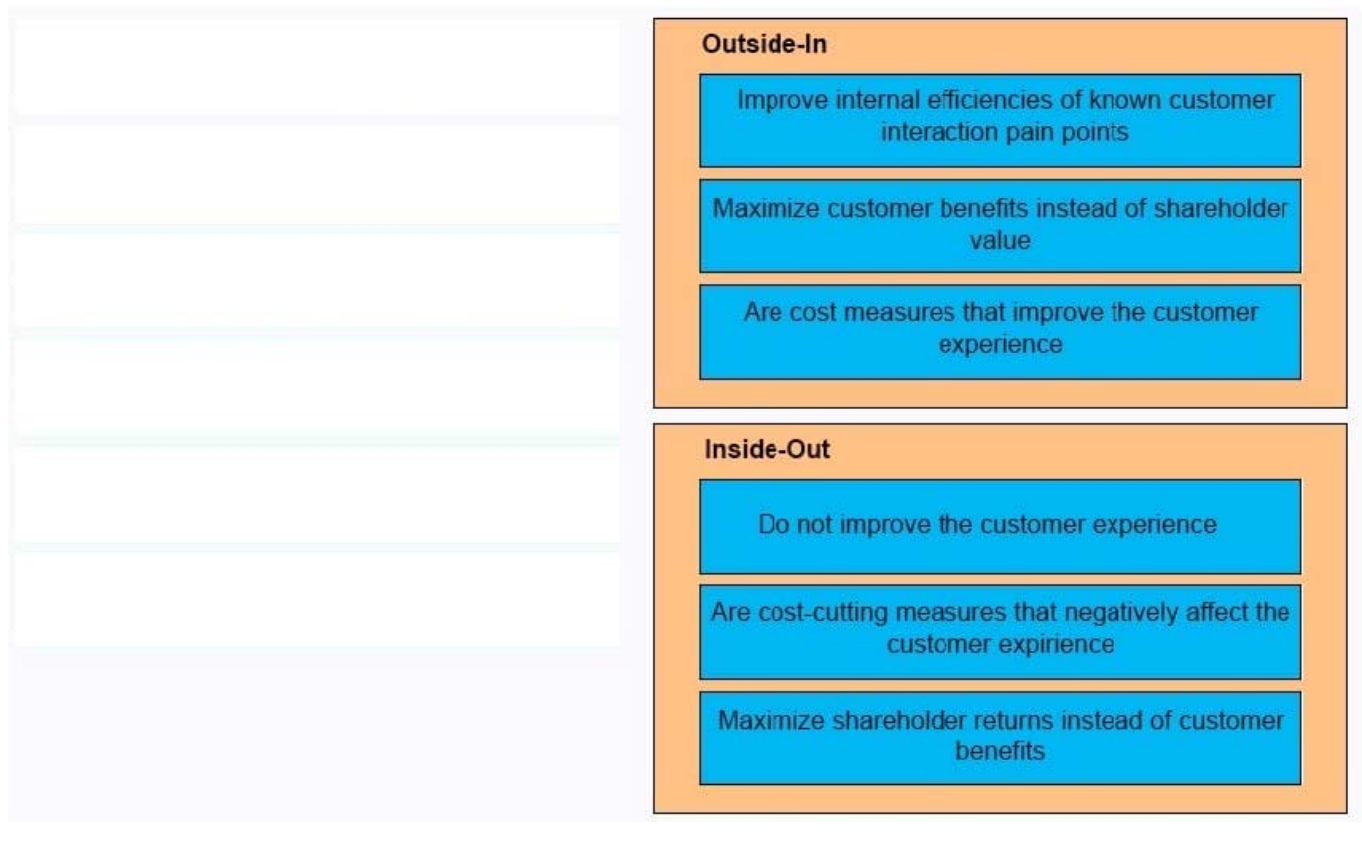 Outside-In
Improve internal efficiencies of known customer
interaction pain points
Maximize customer benefits instead of shareholder
value
Are cost measures that improve the customer
experience
Inside-Out
Do not improve the customer experience
Are cost-cutting measures that negatively affect the
customer expirience
Maximize shareholder returns instead of customer
benefits